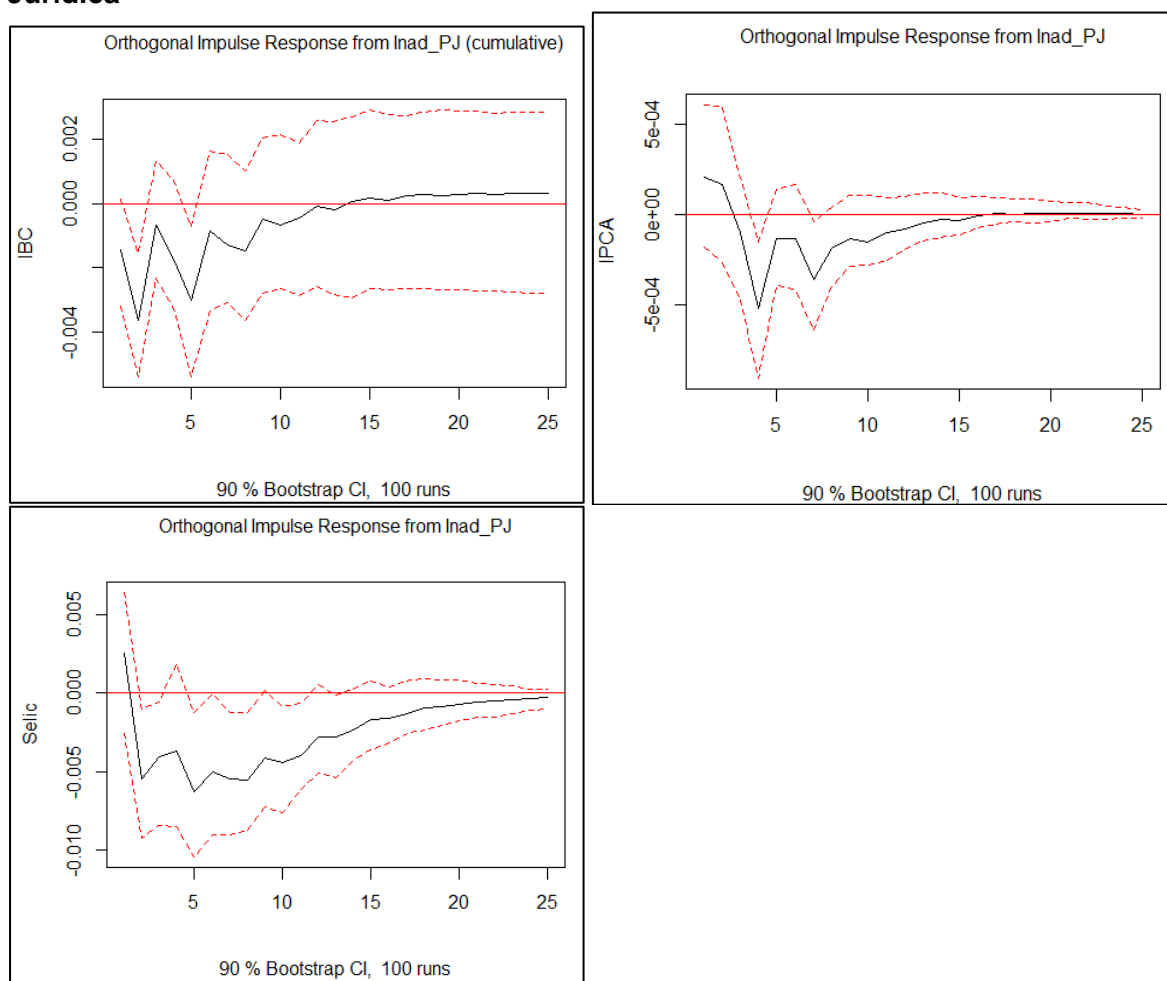 Jurídica
Orthogonal Impulse Response from Inad_PJ (cumulative)
IBC
0.002
0.000
-0.004
5
10
15
20
25
90 % Bootstrap CI, 100 runs
Orthogonal Impulse Response from Inad_PJ
IPCA
5e-04
0e+00
-5e-04
5
10
15
20
25
90 % Bootstrap CI, 100 runs
Orthogonal Impulse Response from Inad_PJ
Selic
0.005
0.000
-0.005
-0.010
5
10
15
20
25
90 % Bootstrap CI, 100 runs